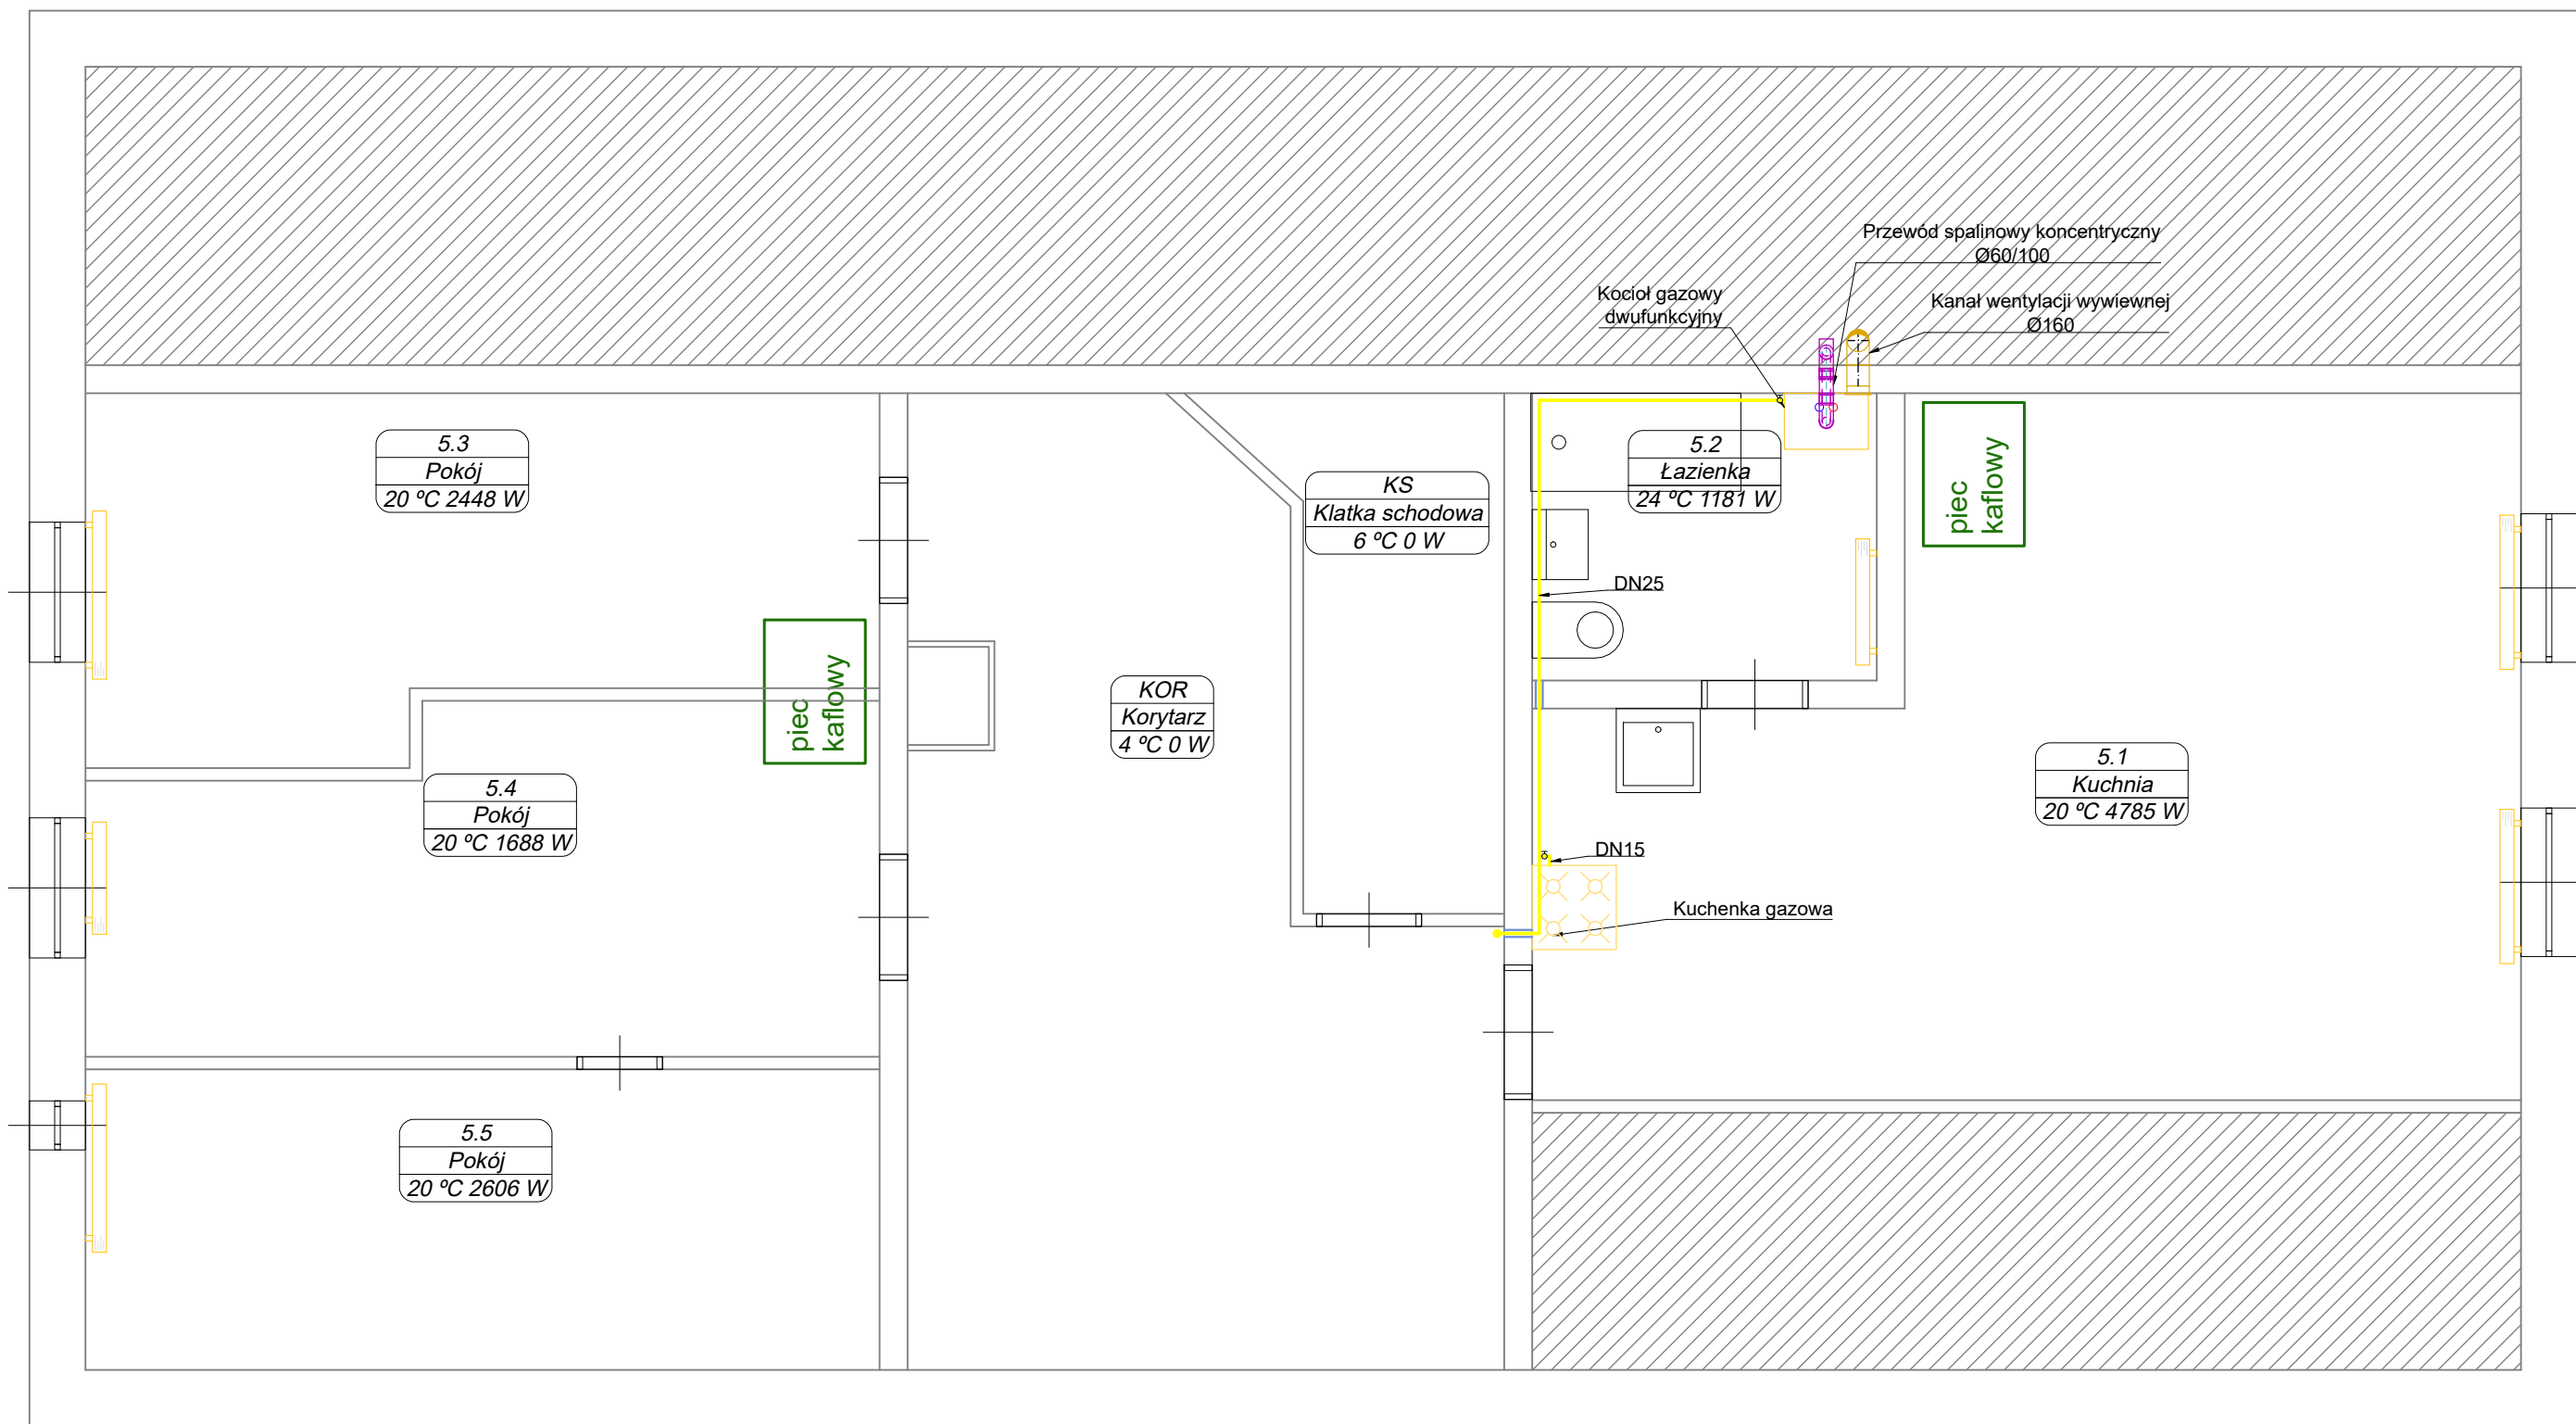 Przewód spalinowy koncentryczny
Ø60/100
Kocioł gazowy
dwufunkcyjny
Kanał wentylacji wywiewnej
Ø160
5.3
Pokój
20 ºC 2448 W
KS
Klatka schodowa
6 ºC 0 W
5.2
Łazienka
24 ºC 1181 W
piec
kaflowy
DN25
piec
kaflowy
KOR
Korytarz
4 ºC 0 W
5.4
Pokój
20 ºC 1688 W
5.1
Kuchnia
20 ºC 4785 W
DN15
Kuchenka gazowa
5.5
Pokój
20 ºC 2606 W